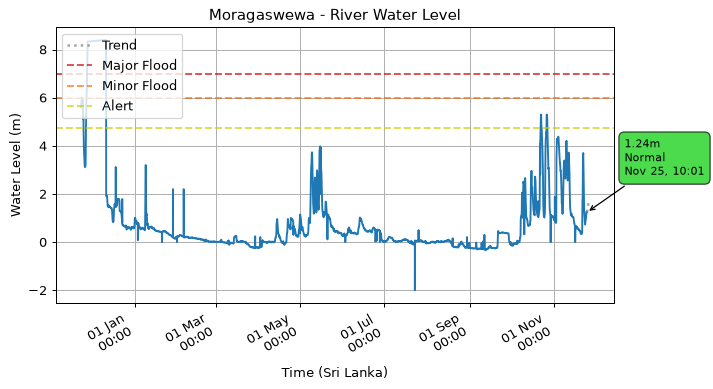 Moragaswewa - River Water Level
Trend
Major Flood
Minor Flood
Alert
1.24m
Normal
Nov 25, 10:01
Water Level (m)
8
6
4
2
0
−2
01 Jan
00:00
01 Mar
00:00
01 May
00:00
01 Jul
00:00
01 Sep
00:00
01 Nov
00:00
Time (Sri Lanka)